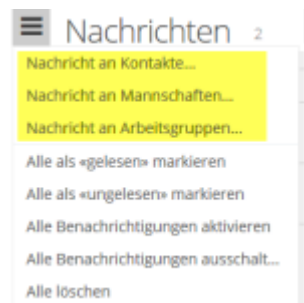 Nachrichten 2
Nachricht an Kontakte...
Nachricht an Mannschaften...
Nachricht an Arbeitsgruppen...
Alle als «gelesen» markieren
Alle als «ungelesen» markieren
Alle Benachrichtigungen aktivieren
Alle Benachrichtigungen ausschalt...
Alle löschen